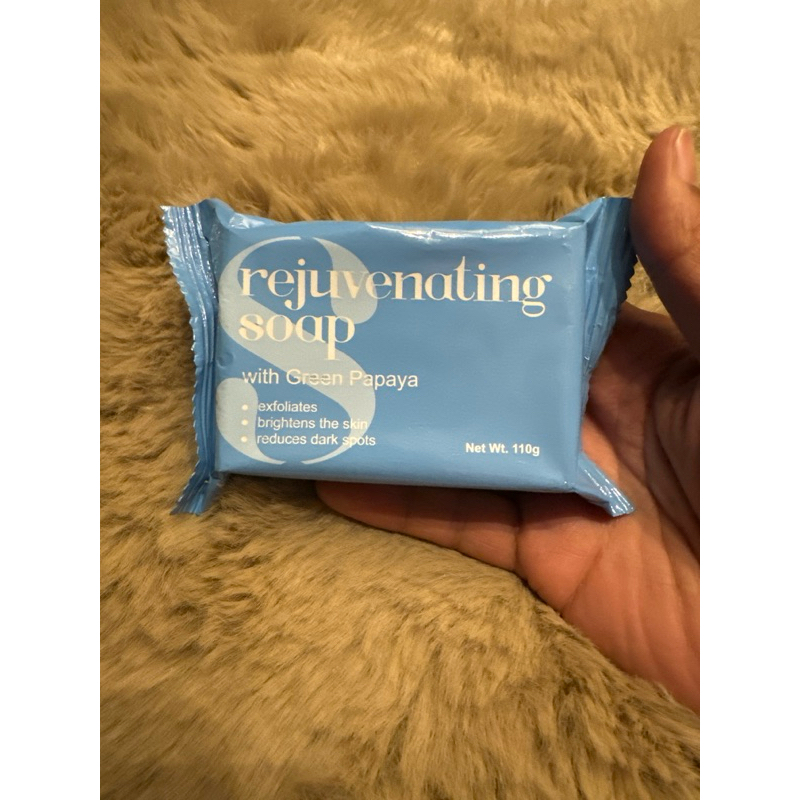 S
rejuvenating
soap
with Green Papaya
• exfoliates
• brightens the skin
• reduces dark spots
Net Wt. 110g